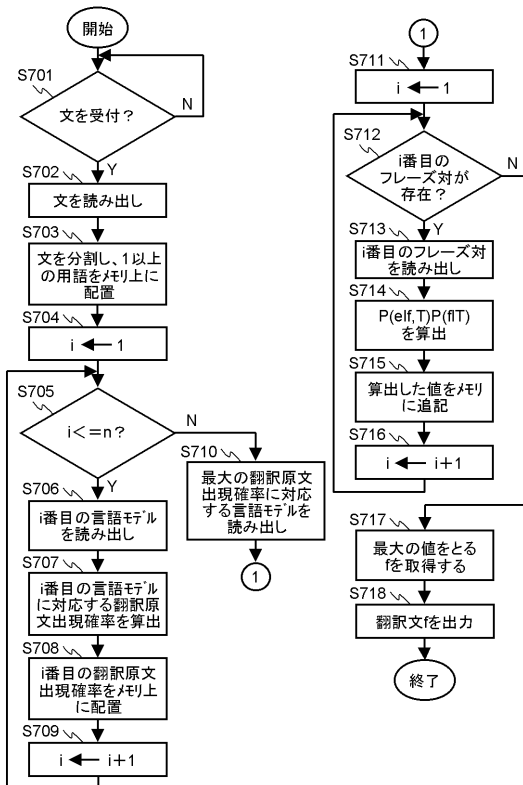 開始
S701
文を受付？
N
Y
S702
文を読み出し
S703
文を分割し、1以上
の用語をメモリ上に
配置
S704
i ← 1
S705
i<=n？
N
Y
S706
i番目の言語モデル
を読み出し
S707
i番目の言語モデル
に対応する翻訳原
文出現確率を算出
S708
i番目の翻訳原文
出現確率をメモリ上
に配置
S709
i ← i+1
S710
最大の翻訳原文
出現確率に対応
する言語モデルを
読み出し
1
1
S711
i ← 1
S712
i番目の
フレーズ対が
存在？
N
Y
S713
i番目のフレーズ対
を読み出し
S714
P(e|f,T)P(f|T)
を算出
S715
算出した値をメモリ
に追記
S716
i ← i+1
S717
最大の値をとる
fを取得する
S718
翻訳文fを出力
終了